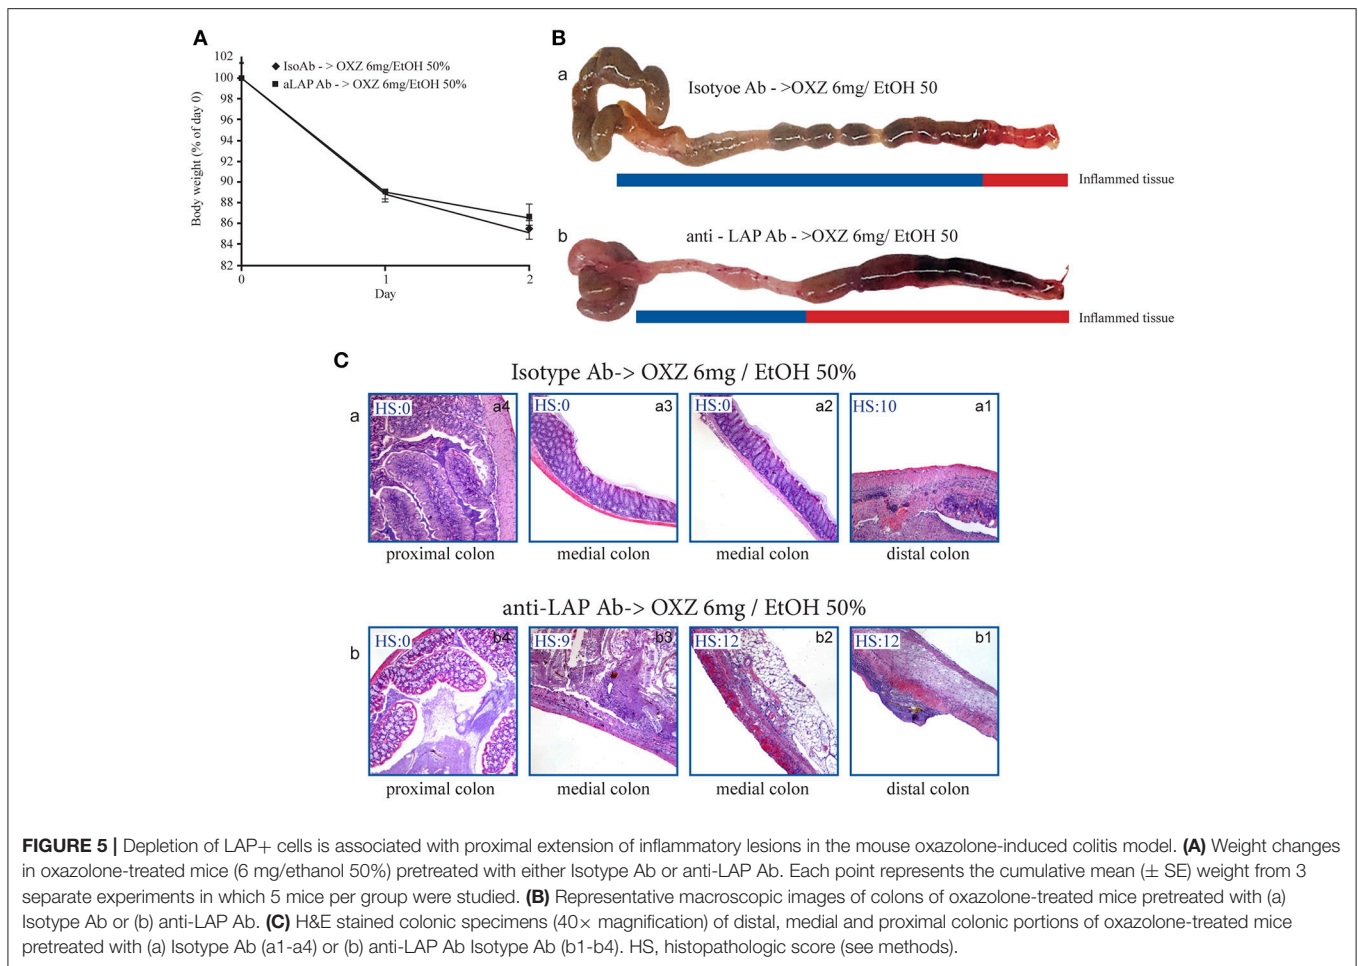 A
102
100
98
96
94
92
90
88
86
84
82
Body weight (% of day 0)
IsoAb - > OXZ 6mg/EtOH 50%
aLAP Ab - > OXZ 6mg/EtOH 50%
0
1
2
Day
B
a
Isotyoe Ab - >OXZ 6mg/ EtOH 50
Inflammed tissue
b
anti - LAP Ab - >OXZ 6mg/ EtOH 50
Inflammed tissue
C
Isotype Ab-> OXZ 6mg / EtOH 50%
a
HS:0 a4
HS:0 a3
HS:0 a2
HS:10 a1
proximal colon
medial colon
medial colon
distal colon
anti-LAP Ab-> OXZ 6mg / EtOH 50%
b
HS:0 b4
HS:9 b3
HS:12 b2
HS:12 b1
proximal colon
medial colon
medial colon
distal colon
FIGURE 5 | Depletion of LAP+ cells is associated with proximal extension of inflammatory lesions in the mouse oxazolone-induced colitis model. (A) Weight changes
in oxazolone-treated mice (6 mg/ethanol 50%) pretreated with either Isotype Ab or anti-LAP Ab. Each point represents the cumulative mean (± SE) weight from 3
separate experiments in which 5 mice per group were studied. (B) Representative macroscopic images of colons of oxazolone-treated mice pretreated with (a)
Isotype Ab or (b) anti-LAP Ab. (C) H&E stained colonic specimens (40× magnification) of distal, medial and proximal colonic portions of oxazolone-treated mice
pretreated with (a) Isotype Ab (a1-a4) or (b) anti-LAP Ab Isotype Ab (b1-b4). HS, histopathologic score (see methods).